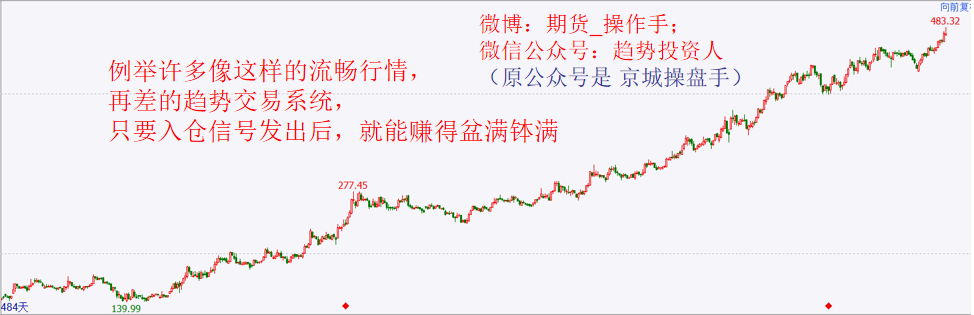 向前复
483.32
微博：期货_操作手；
微信公众号：趋势投资人
（原公众号是 京城操盘手）
例举许多像这样的流畅行情，
再差的趋势交易系统，
只要入仓信号发出后，就能赚得盆满钵满
277.45
484天
139.99